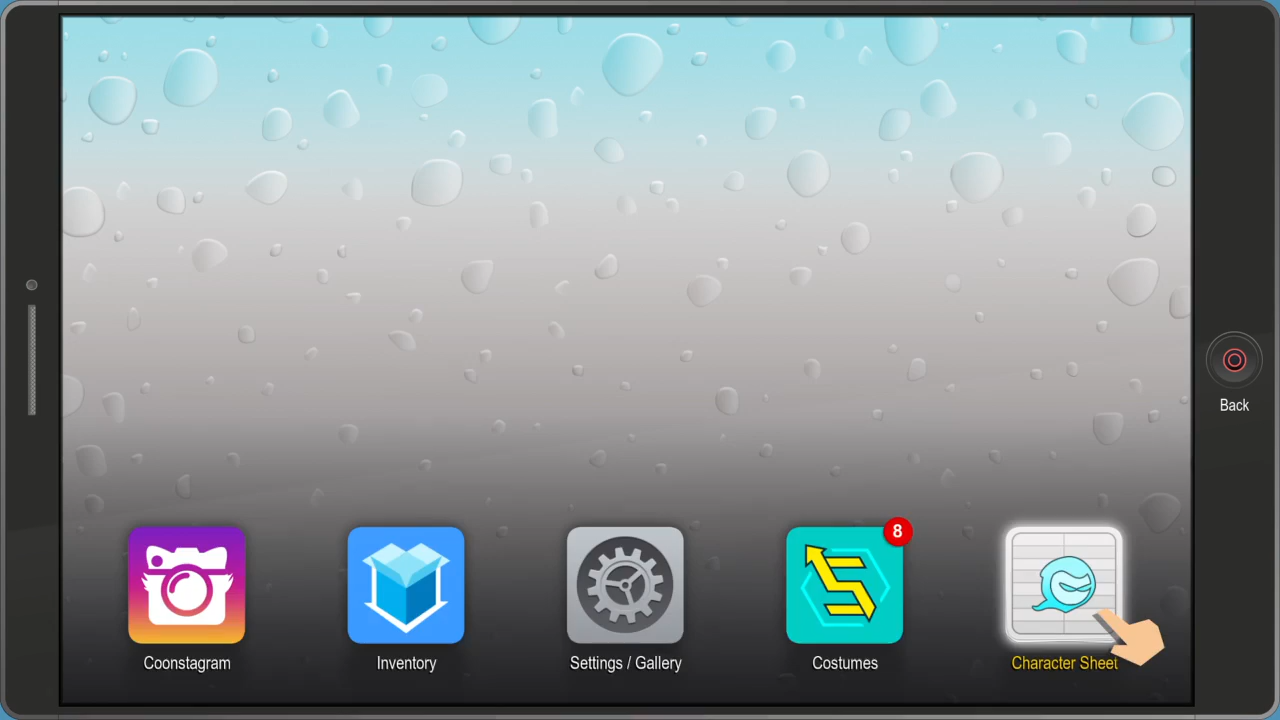 Back
8
Coonstagram
Inventory
Settings / Gallery
Costumes
Character Sheet